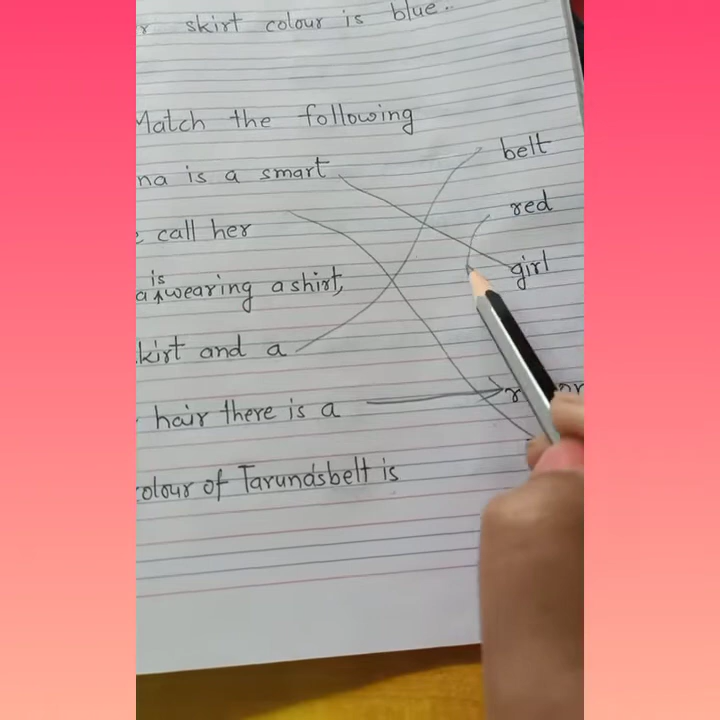 skirt colour is blue.
Match the following
na is a smart belt
call her red
is
a wearing a shirt, girl
kirt and a
hair there is a
olour of Tarundsbelt is